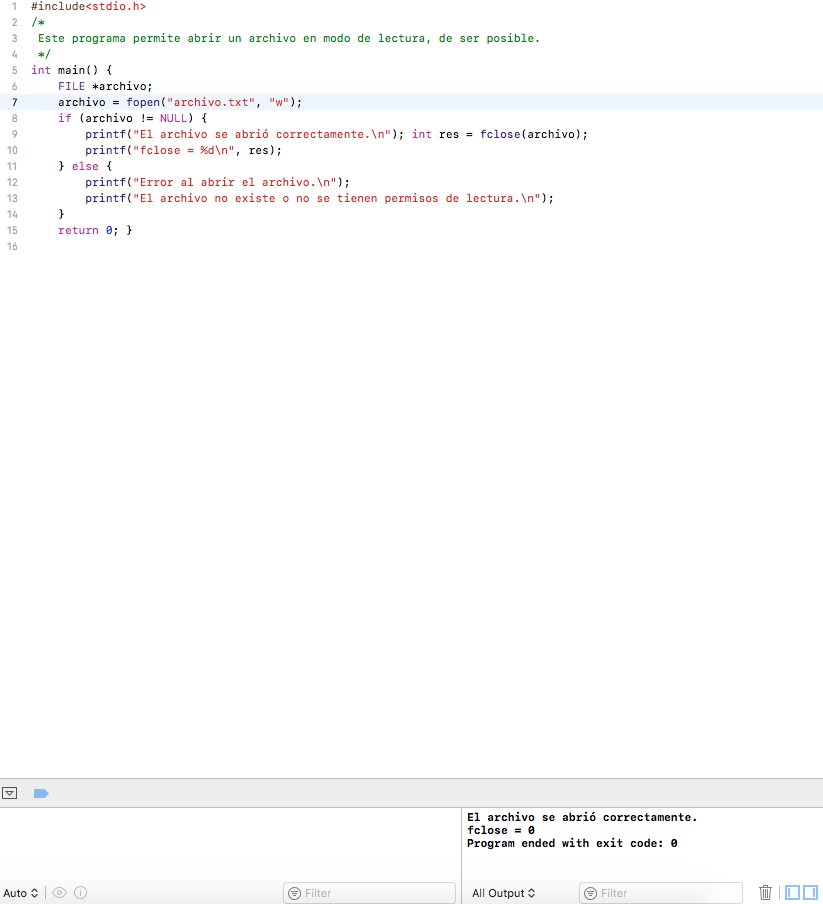 1 #include<stdio.h>
2 /*
3 Este programa permite abrir un archivo en modo de lectura, de ser posible.
4 */
5 int main() {
6 FILE *archivo;
7 archivo = fopen("archivo.txt", "w");
8 if (archivo != NULL) {
9 printf("El archivo se abrió correctamente.\n"); int res = fclose(archivo);
10 printf("fclose = %d\n", res);
11 } else {
12 printf("Error al abrir el archivo.\n");
13 printf("El archivo no existe o no se tienen permisos de lectura.\n");
14 }
15 return 0; }
16
El archivo se abrió correctamente.
fclose = 0
Program ended with exit code: 0
Auto
Filter
All Output
Filter